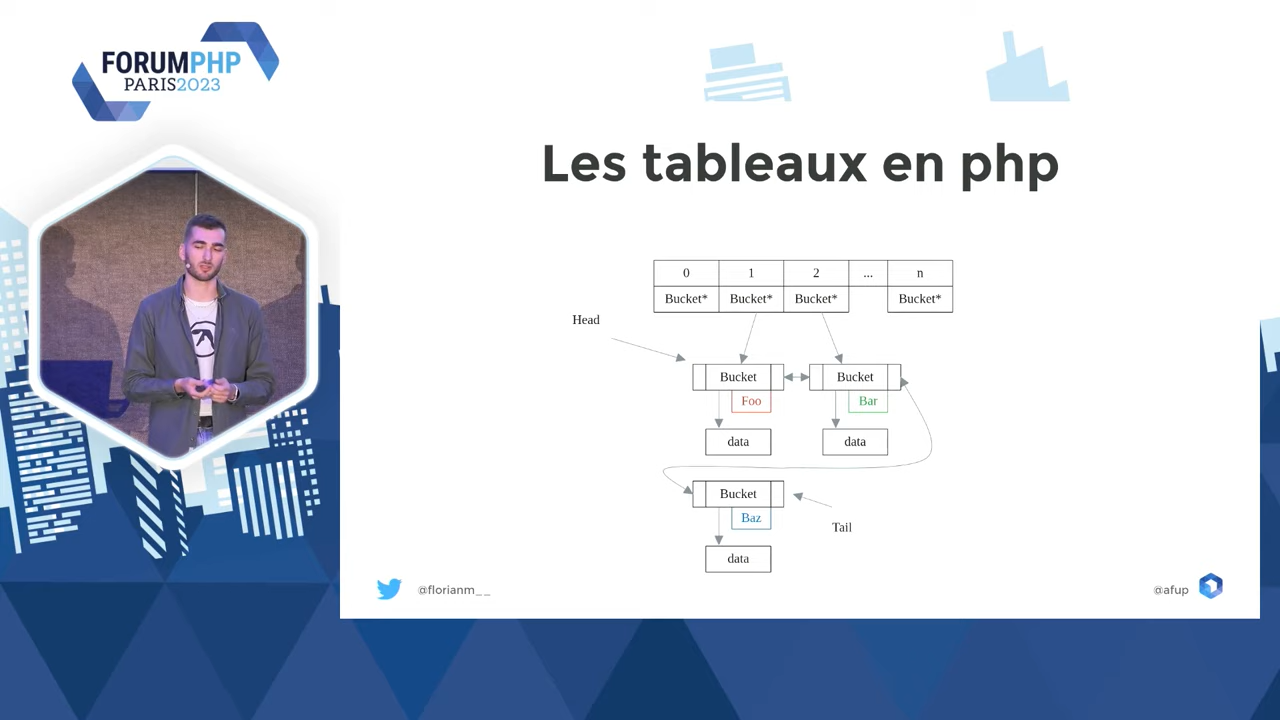 FORUMPHP
PARIS2023
Les tableaux en php
0 1 2 ... n
Bucket* Bucket* Bucket* Bucket*
Head
Bucket Bucket
Foo Bar
data data
Bucket
Baz
Tail
data
@florianm__ @afup